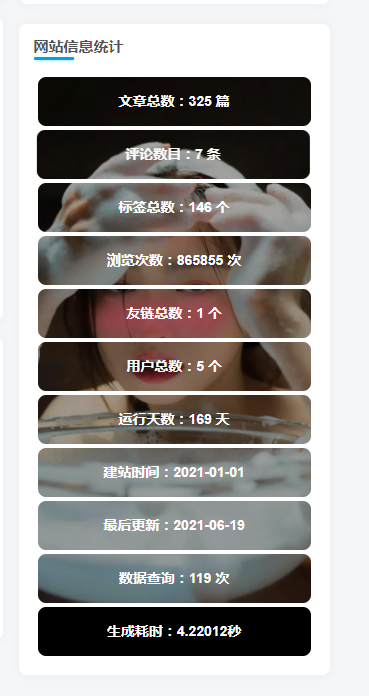 网站信息统计
文章总数：325 篇
评论数目：7 条
标签总数：146 个
浏览次数：865855 次
友链总数：1 个
用户总数：5 个
运行天数：169 天
建站时间：2021-01-01
最后更新：2021-06-19
数据查询：119 次
生成耗时：4.22012秒